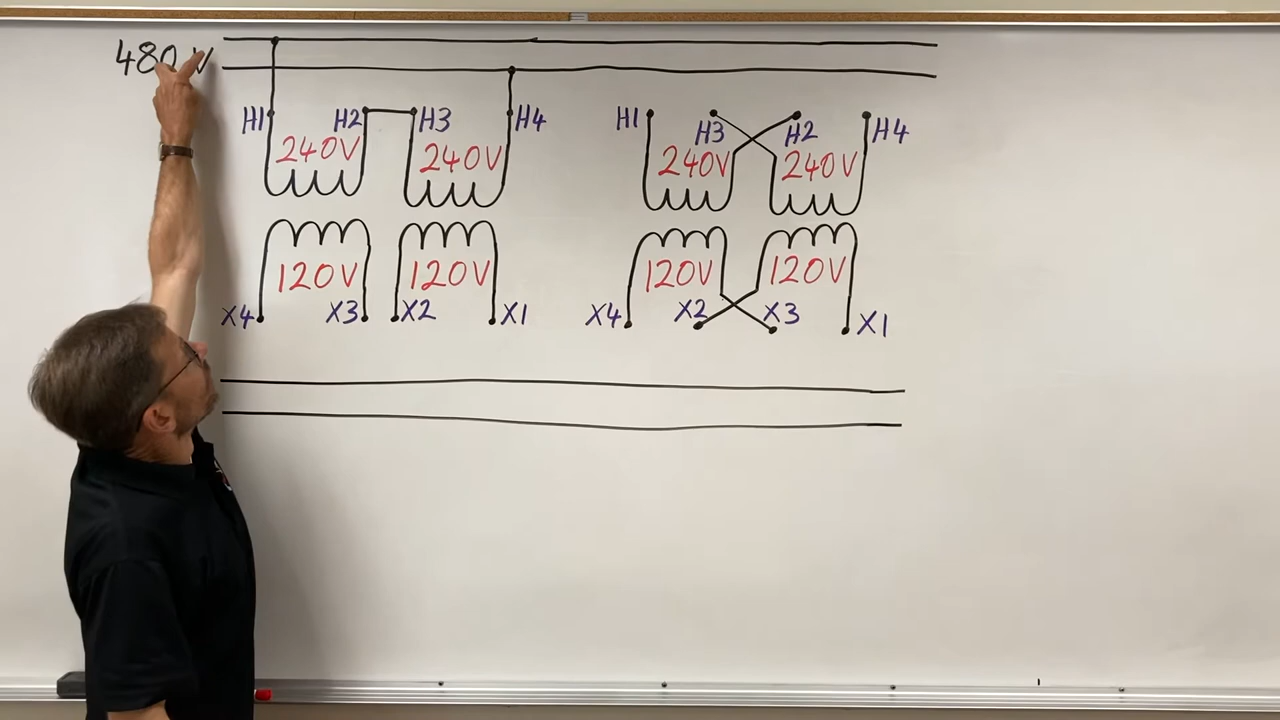 480 V
H1 H2 H3 H4 H1 H3 H2 H4
240V 240V 240V 240V
120V 120V 120V 120V
X4 X3 X2 X1 X4 X2 X3 X1